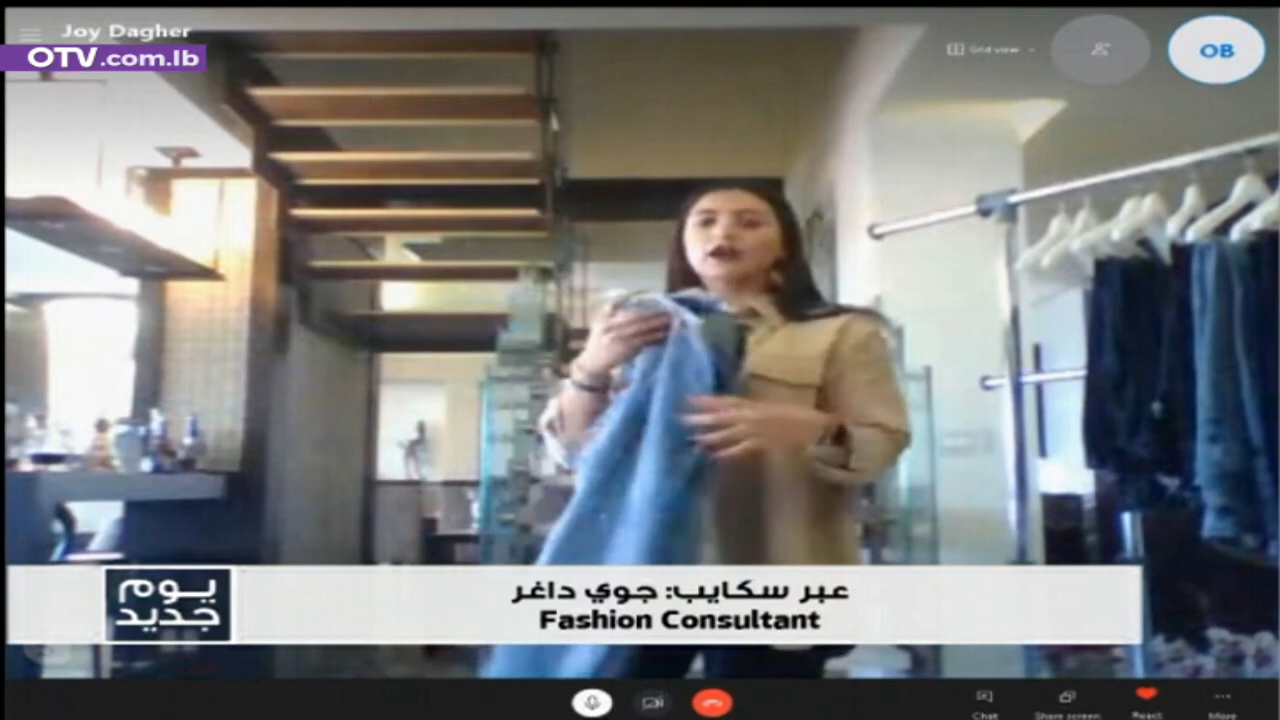 Joy Dagher
OTV.com.lb
Grid view
OB
يوم
جديد
عبر سكايب: جوي داغر
Fashion Consultant
Chat
Share screen
React
More